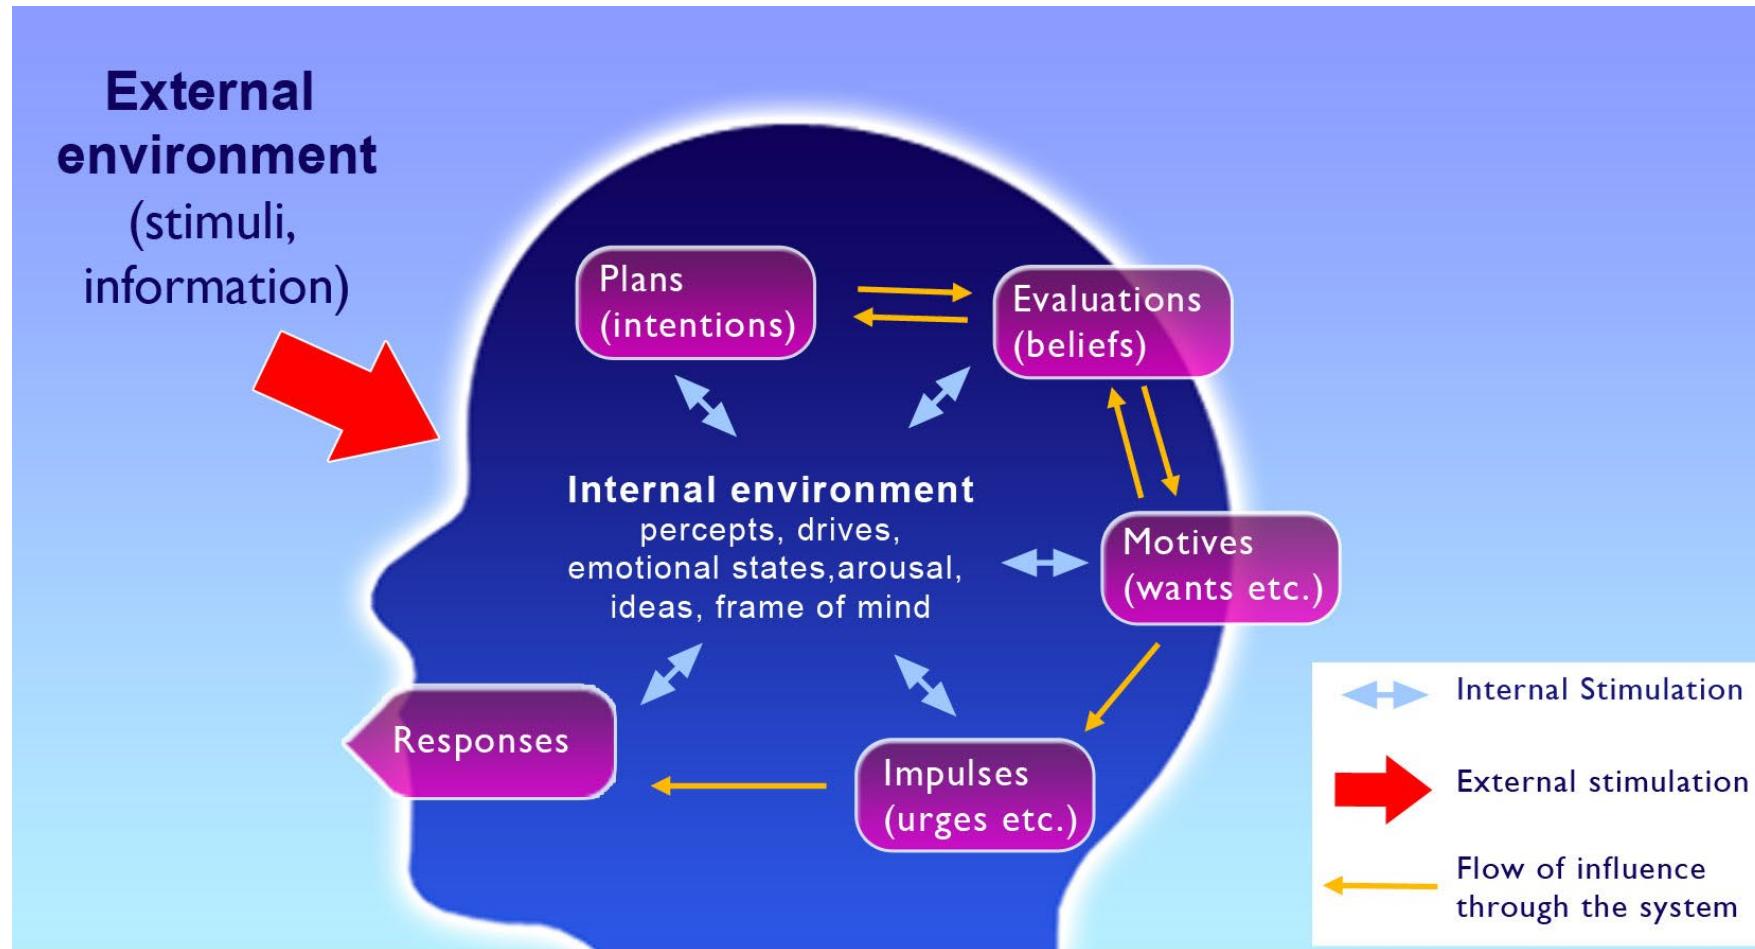 External
environment
(stimuli,
information)
Plans
(intentions)
Evaluations
(beliefs)
Internal environment
percepts, drives,
emotional states,arousal,
ideas, frame of mind
Motives
(wants etc.)
Responses
Impulses
(urges etc.)
Internal Stimulation
External stimulation
Flow of influence
through the system